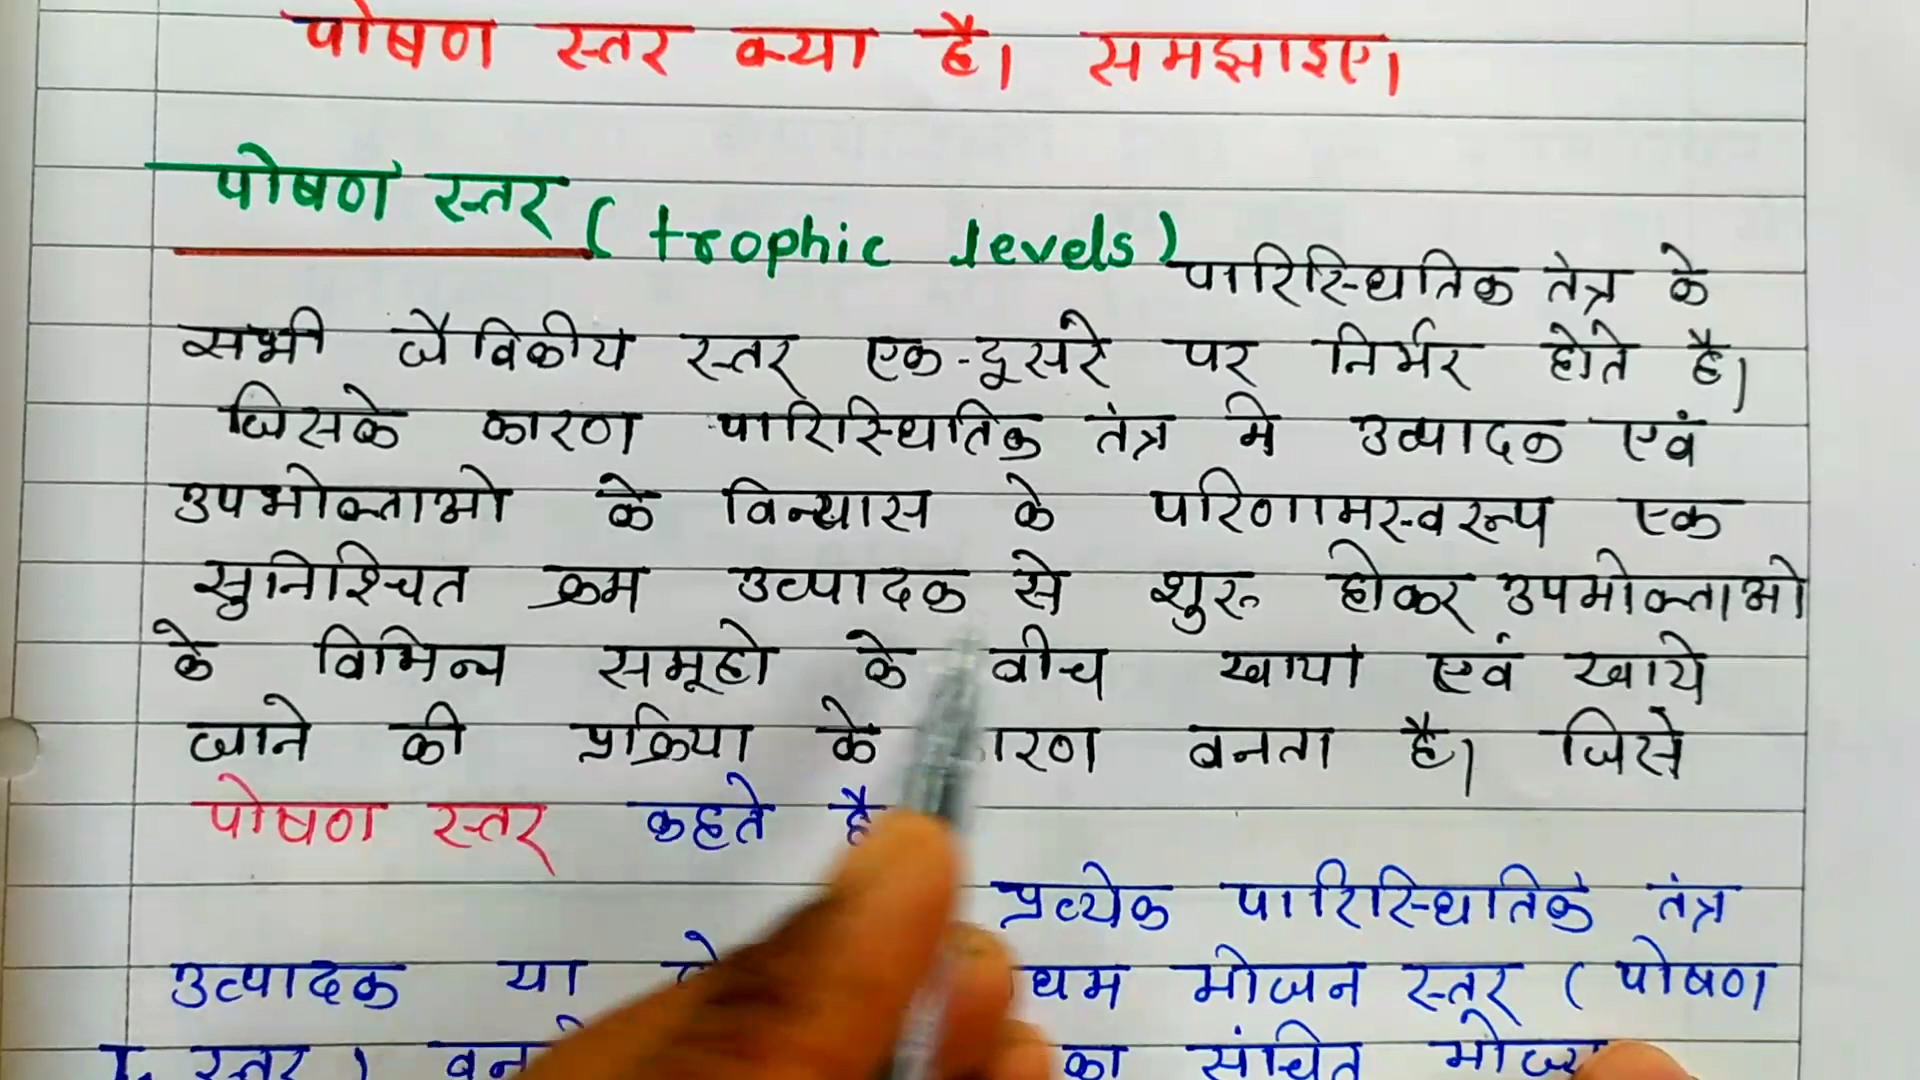 पोषण स्तर क्या है। समझाइए।
पोषण स्तर (trophic levels)
पारिस्थितिक तंत्र के
सभी जैविकीय स्तर एक-दूसरे पर निर्भर होते है।
जिसके कारण पारिस्थितिक तंत्र मे उत्पादक एवं
उपभोक्ताओ के विन्यास के परिणामस्वरूप एक
सुनिश्चित क्रम उत्पादक से शुरू होकर उपभोक्ताओ
के विभिन्न समूहो के बीच खाया एवं खाये
जाने की प्रक्रिया के बनता है। जिसे
पोषण स्तर कहते है
प्रत्येक पारिस्थितिक तंत्र
उत्पादक या भोजन स्तर ( पोषण
स्तर ) का संचित